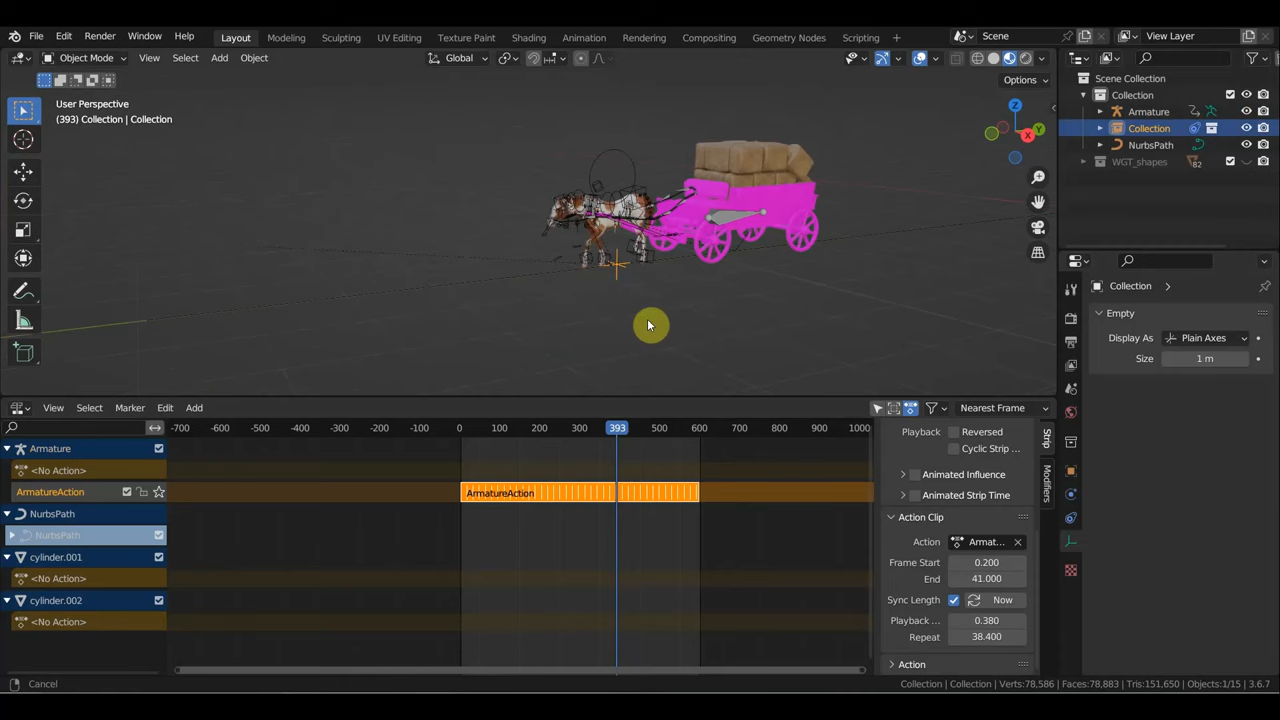 File Edit Render Window Help Layout Modeling Sculpting UV Editing Texture Paint Shading Animation Rendering Compositing Geometry Nodes Scripting + Scene View Layer
Object Mode View Select Add Object Global
Options
User Perspective
(393) Collection | Collection
X
Y
Z
Scene Collection
Collection
Armature
Collection
NurbsPath
WGT_shapes 82
Collection
Empty
Display As Plain Axes
Size 1 m
View Select Marker Edit Add Nearest Frame
-700 -600 -500 -400 -300 -200 -100 0 100 200 300 393 500 600 700 800 900 1000
Armature
<No Action>
ArmatureAction
ArmatureAction
NurbsPath
NurbsPath
cylinder.001
<No Action>
cylinder.002
<No Action>
Playback Reversed
Cyclic Strip ...
Animated Influence
Animated Strip Time
Action Clip
Action Armat...
Frame Start 0.200
End 41.000
Sync Length Now
Playback ... 0.380
Repeat 38.400
Action
Strip
Modifiers
Cancel
Collection | Collection Verts:78,586 | Faces:78,883 | Tris:151,650 | Objects:1/15 | 3.6.7